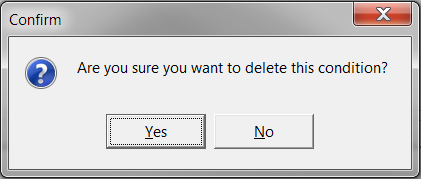 Confirm
Are you sure you want to delete this condition?
Yes
No